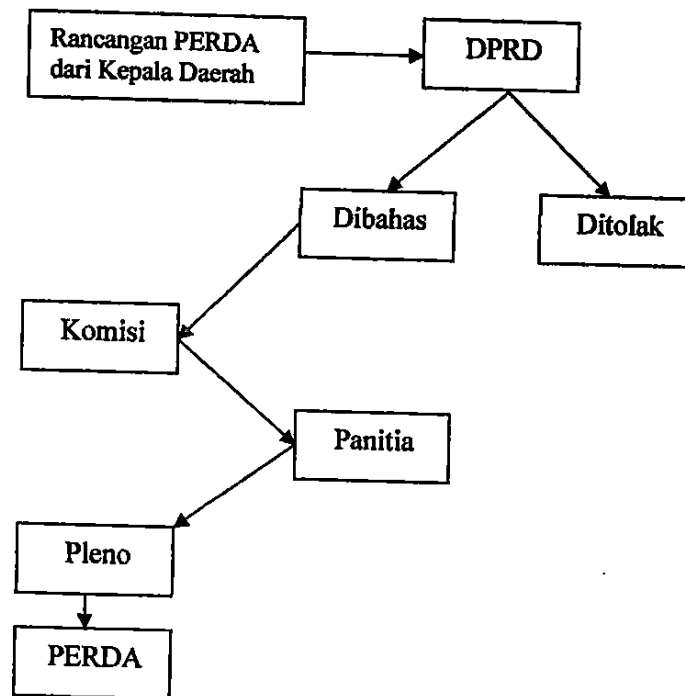 Rancangan PERDA
dari Kepala Daerah
DPRD
Dibahas
Ditolak
Komisi
Panitia
Pleno
PERDA